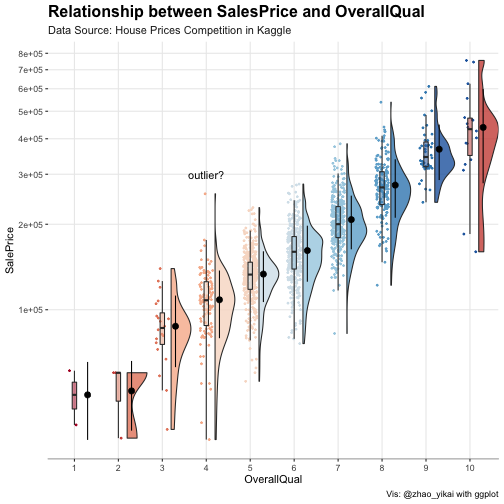 Relationship between SalesPrice and OverallQual
Data Source: House Prices Competition in Kaggle
8e+05
7e+05
6e+05
5e+05
4e+05
3e+05
2e+05
1e+05
outlier?
SalePrice
1 2 3 4 5 6 7 8 9 10
OverallQual
Vis: @zhao_yikai with ggplot